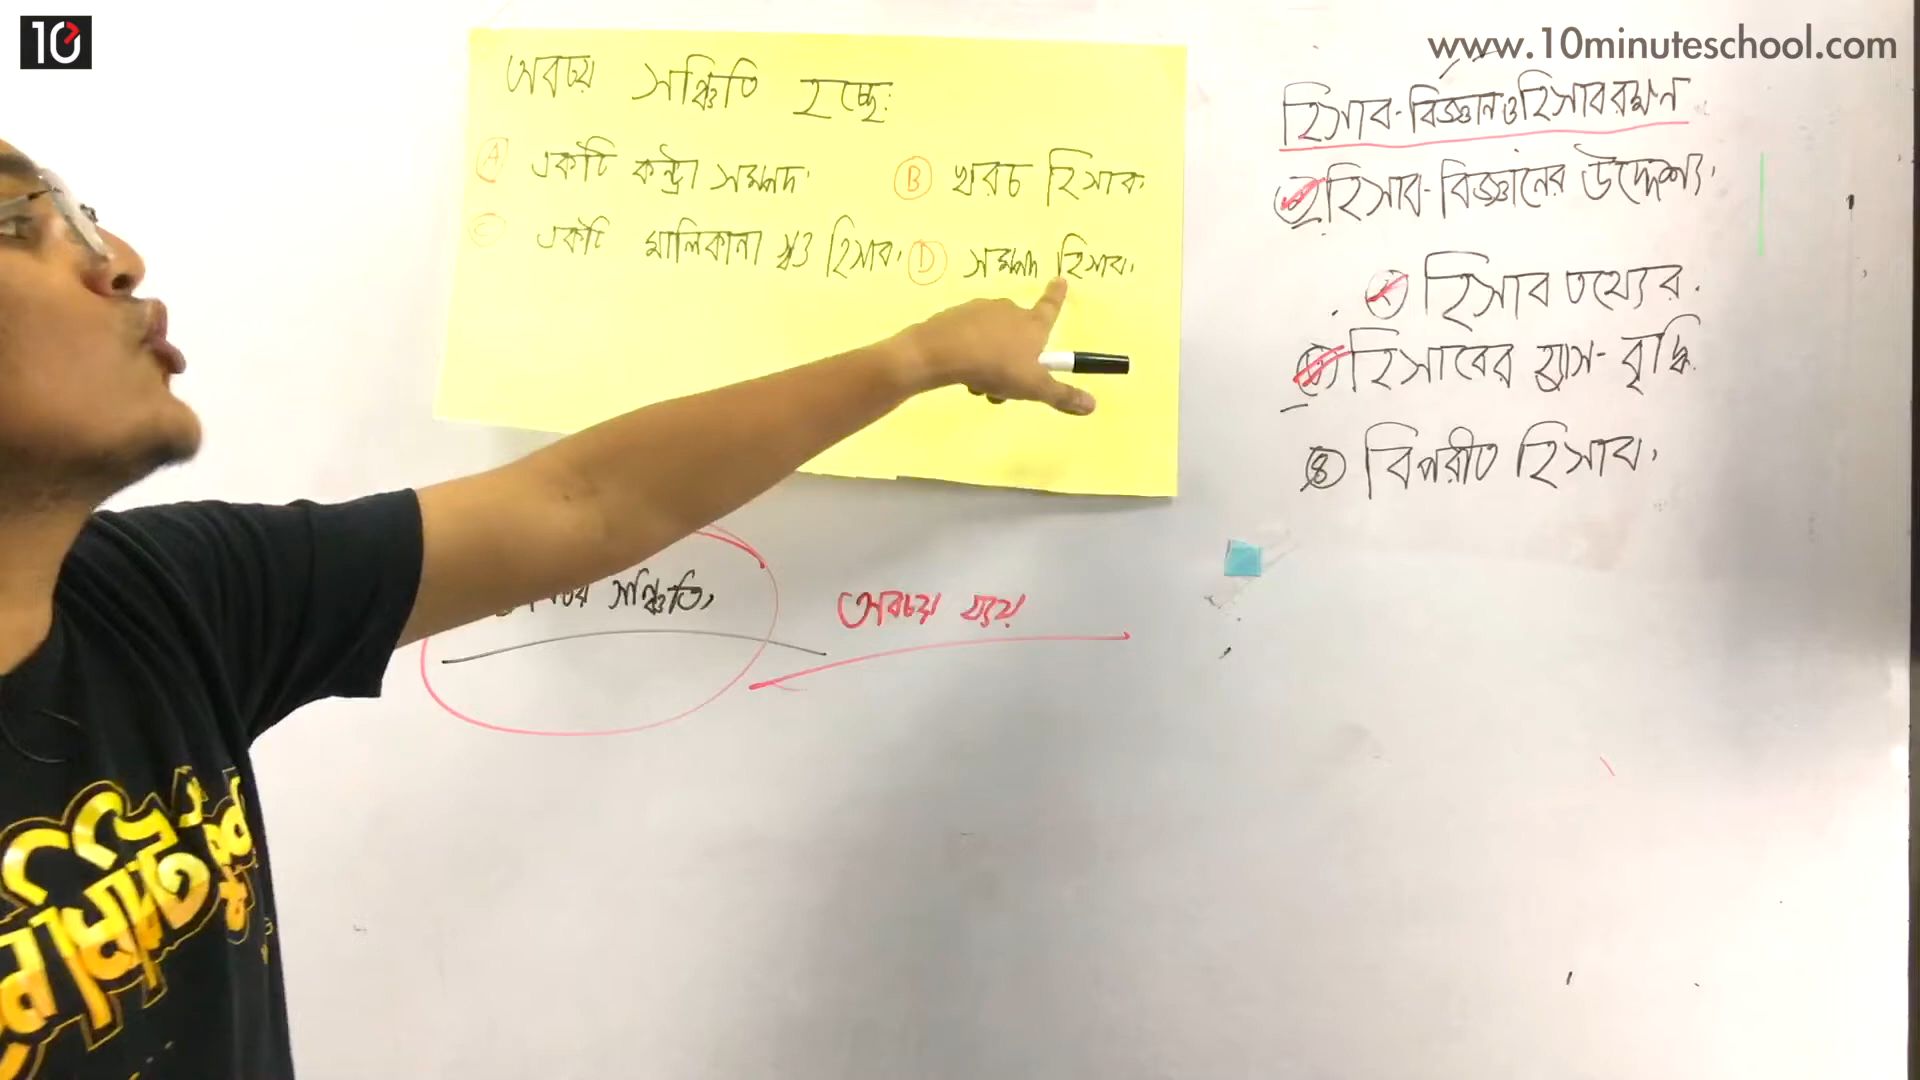 10
www.10minuteschool.com
অবচয় সঞ্চিতি হচ্ছে:
A একটি কন্ট্রা সম্পদ। B খরচ হিসাব।
C একটি মালিকানা স্বত্ত হিসাব। D সম্পদ হিসাব।
সঞ্চিতি,
অবচয় ব্যয়
হিসাব-বিজ্ঞান ও হিসাবরক্ষণ
হিসাব-বিজ্ঞানের উদ্দেশ্য।
হিসাব তথ্যের।
হিসাবের হ্রাস-বৃদ্ধি
৪ বিপরীত হিসাব।